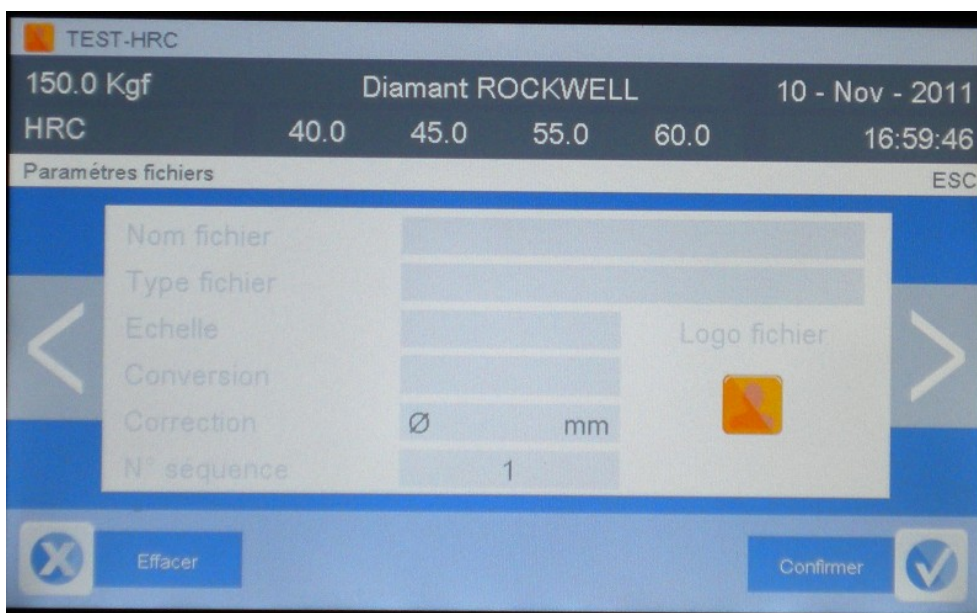 TEST-HRC
150.0 Kgf Diamant ROCKWELL 10 - Nov - 2011
HRC 40.0 45.0 55.0 60.0 16:59:46
Paramétres fichiers ESC
Nom fichier
Type fichier
Echelle Logo fichier
Conversion
Correction Ø mm
N° séquence 1
Effacer Confirmer